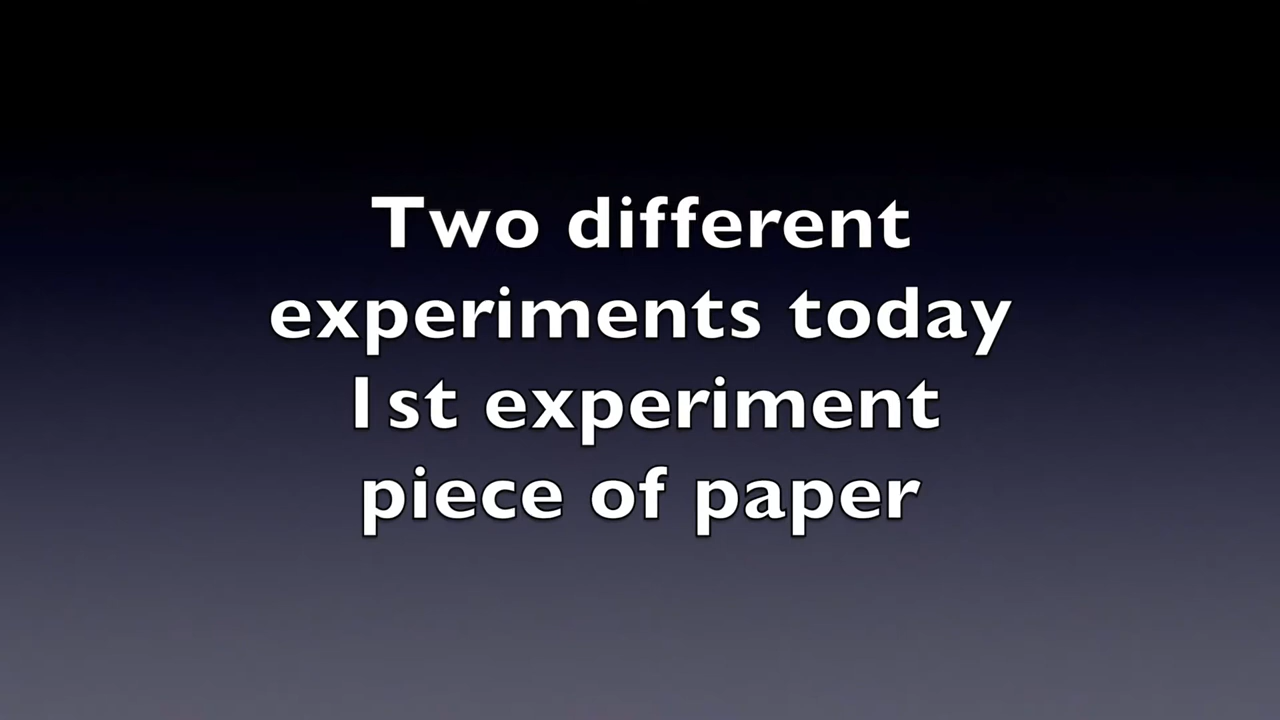 Two different
experiments today
1st experiment
piece of paper